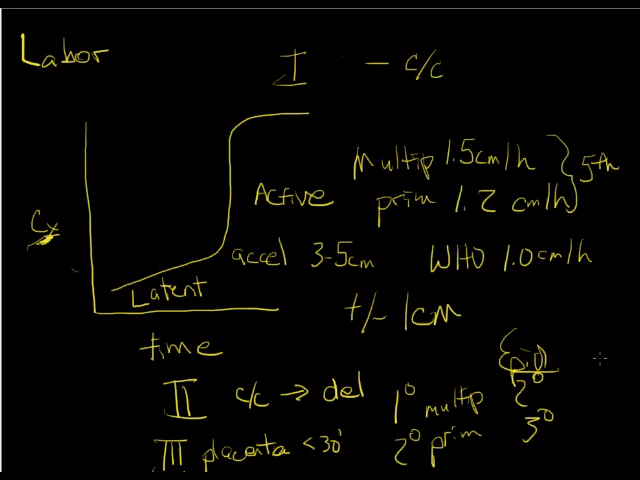 Labor
I - c/c
Multip 1.5cm/h } 5th
Active prim 1.2 cm/h
Cx
accel 3-5cm WHO 1.0cm/h
Latent
+/- 1cm
time
II c/c → del 1° multip 2°
III placenta <30' 2° prim 3°